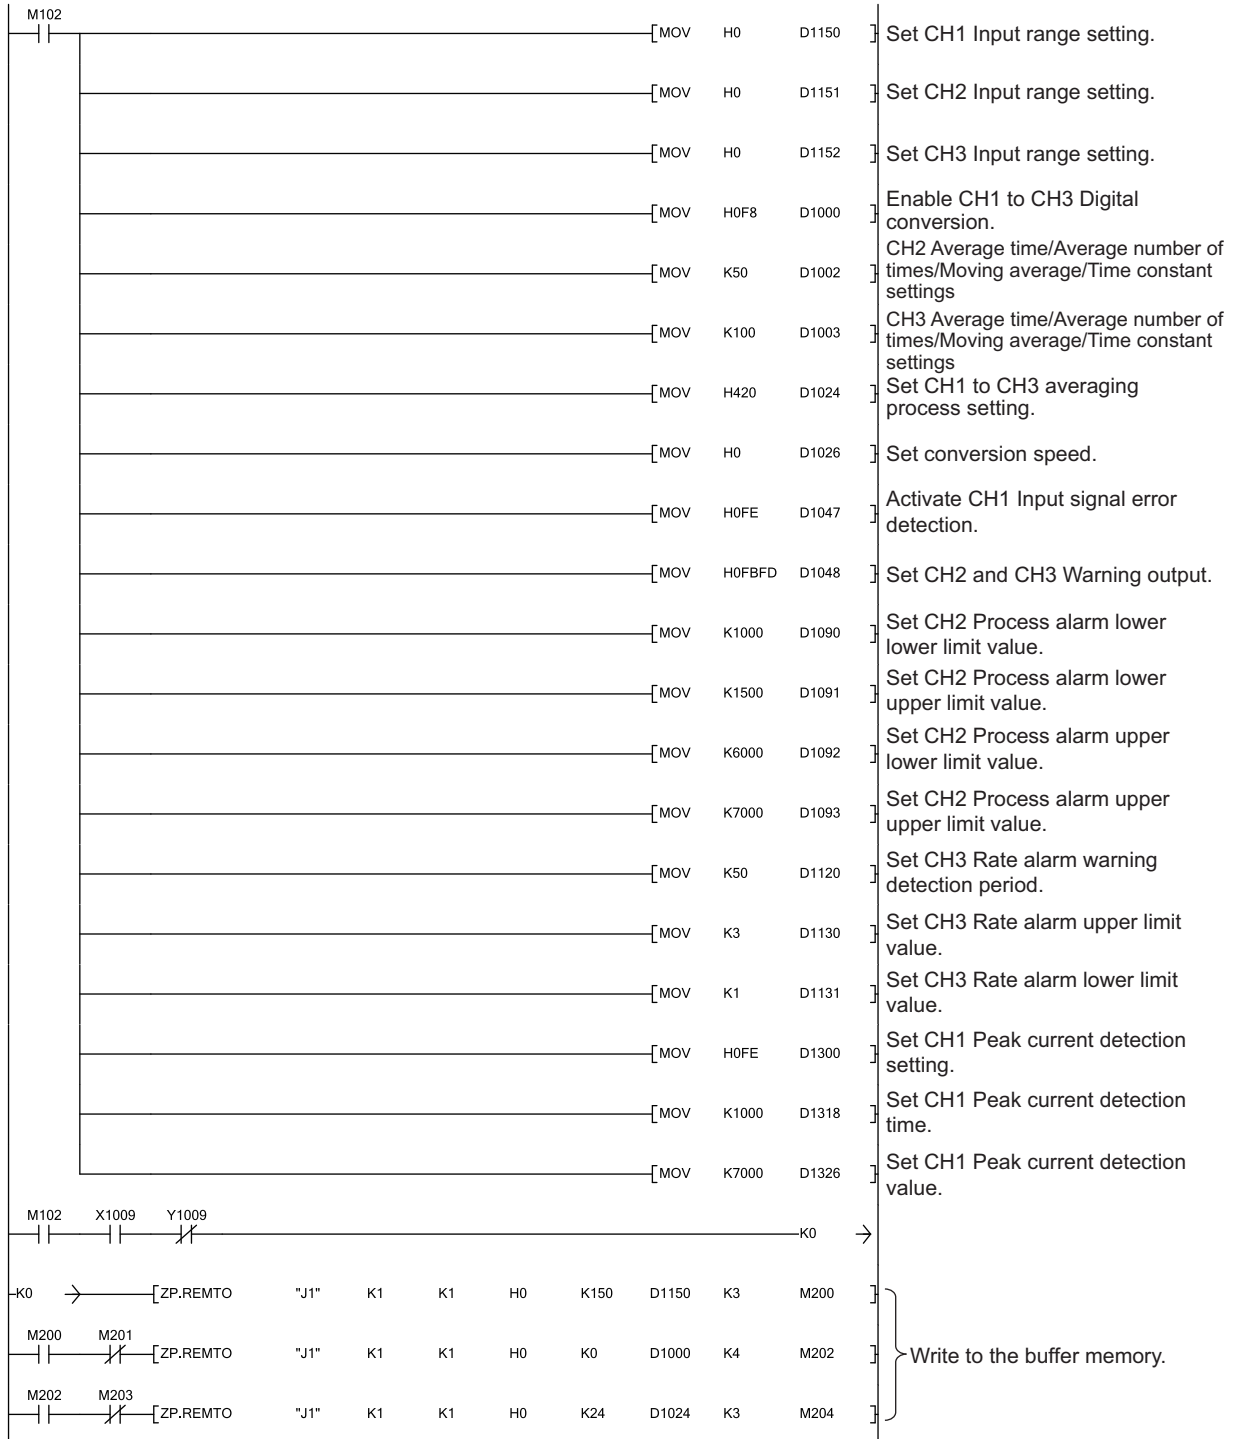 M102
MOV H0 D1150 Set CH1 Input range setting.
MOV H0 D1151 Set CH2 Input range setting.
MOV H0 D1152 Set CH3 Input range setting.
MOV H0F8 D1000 Enable CH1 to CH3 Digital
conversion.
MOV K50 D1002 CH2 Average time/Average number of
times/Moving average/Time constant
settings
MOV K100 D1003 CH3 Average time/Average number of
times/Moving average/Time constant
settings
MOV H420 D1024 Set CH1 to CH3 averaging
process setting.
MOV H0 D1026 Set conversion speed.
MOV H0FE D1047 Activate CH1 Input signal error
detection.
MOV H0FBFD D1048 Set CH2 and CH3 Warning output.
MOV K1000 D1090 Set CH2 Process alarm lower
lower limit value.
MOV K1500 D1091 Set CH2 Process alarm lower
upper limit value.
MOV K6000 D1092 Set CH2 Process alarm upper
lower limit value.
MOV K7000 D1093 Set CH2 Process alarm upper
upper limit value.
MOV K50 D1120 Set CH3 Rate alarm warning
detection period.
MOV K3 D1130 Set CH3 Rate alarm upper limit
value.
MOV K1 D1131 Set CH3 Rate alarm lower limit
value.
MOV H0FE D1300 Set CH1 Peak current detection
setting.
MOV K1000 D1318 Set CH1 Peak current detection
time.
MOV K7000 D1326 Set CH1 Peak current detection
value.
M102 X1009 Y1009
K0
K0 ZP.REMTO "J1" K1 K1 H0 K150 D1150 K3 M200
M200 M201
ZP.REMTO "J1" K1 K1 H0 K0 D1000 K4 M202
Write to the buffer memory.
M202 M203
ZP.REMTO "J1" K1 K1 H0 K24 D1024 K3 M204